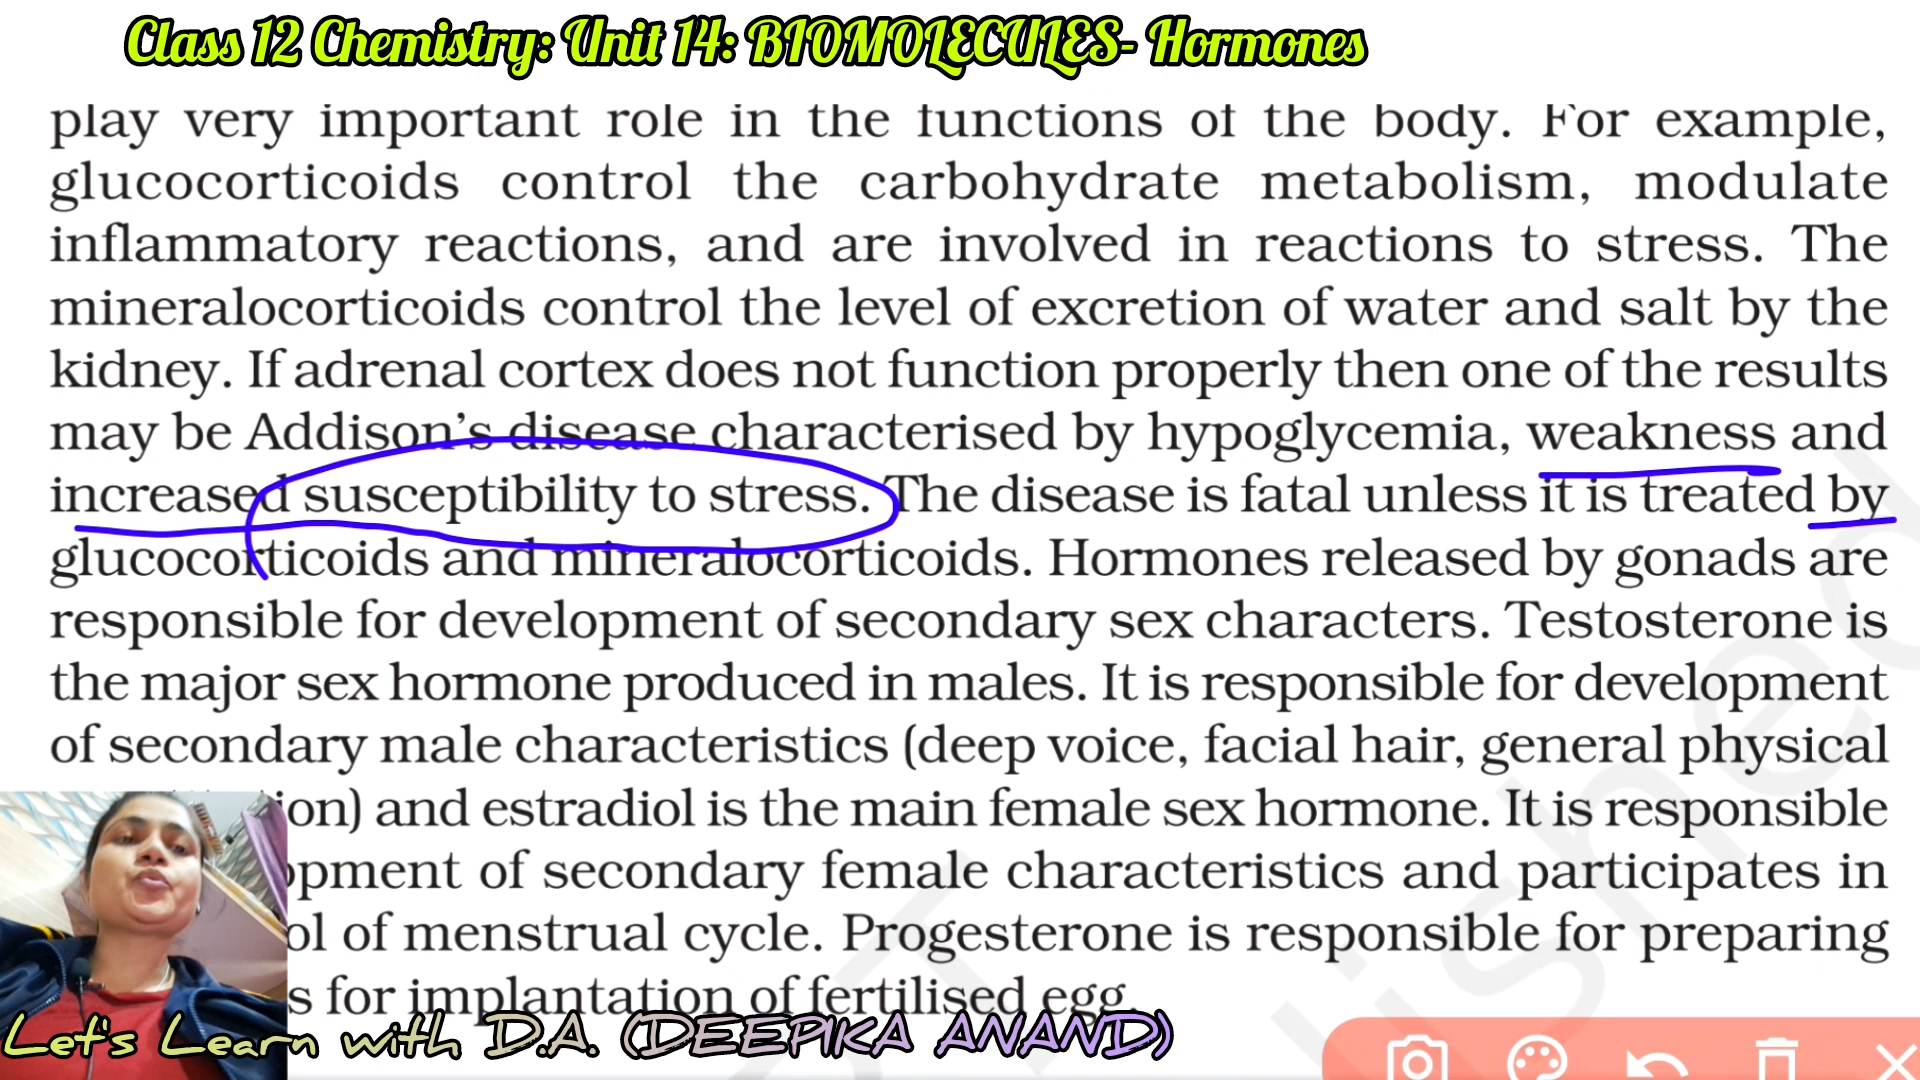 Class 12 Chemistry: Unit 14: BIOMOLECULES- Hormones
play very important role in the functions of the body. For example,
glucocorticoids control the carbohydrate metabolism, modulate
inflammatory reactions, and are involved in reactions to stress. The
mineralocorticoids control the level of excretion of water and salt by the
kidney. If adrenal cortex does not function properly then one of the results
may be Addison's disease characterised by hypoglycemia, weakness and
increased susceptibility to stress. The disease is fatal unless it is treated by
glucocorticoids and mineralocorticoids. Hormones released by gonads are
responsible for development of secondary sex characters. Testosterone is
the major sex hormone produced in males. It is responsible for development
of secondary male characteristics (deep voice, facial hair, general physical
ion) and estradiol is the main female sex hormone. It is responsible
opment of secondary female characteristics and participates in
ol of menstrual cycle. Progesterone is responsible for preparing
s for implantation of fertilised egg.
Let's Learn with D.A. (DEEPIKA ANAND)